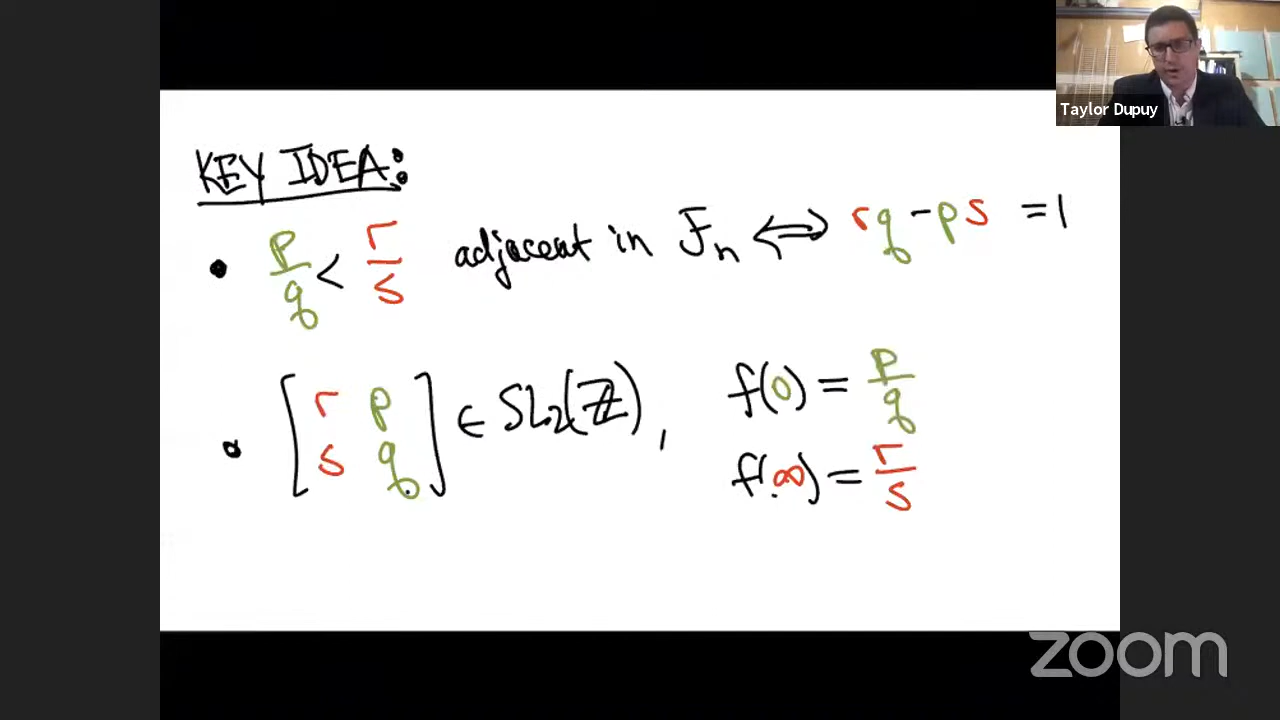 Taylor Dupuy
KEY IDEA:
• p/q < r/s adjacent in Fₙ ⟺ rq - ps = 1
• [r p; s q] ∈ SL₂(ℤ), f(0) = p/q
f(∞) = r/s
zoom